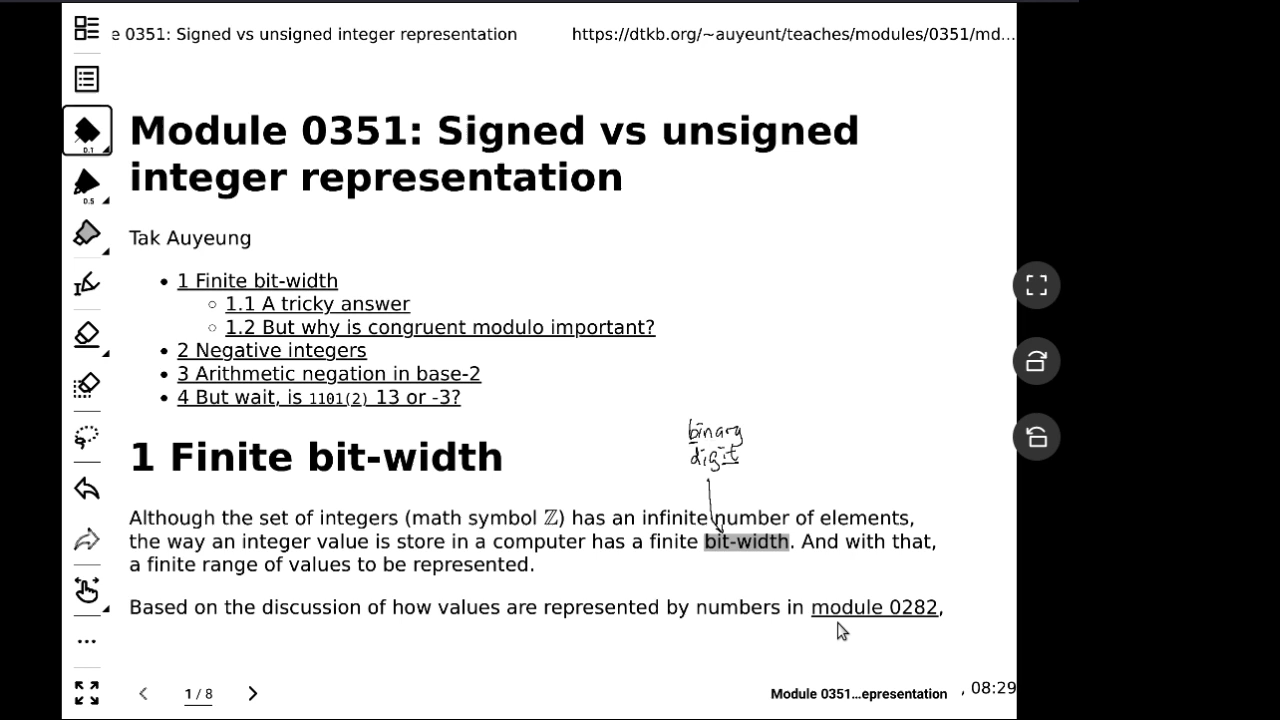 e 0351: Signed vs unsigned integer representation
https://dtkb.org/~auyeunt/teaches/modules/0351/md...
Module 0351: Signed vs unsigned
integer representation
Tak Auyeung
• 1 Finite bit-width
◦ 1.1 A tricky answer
◦ 1.2 But why is congruent modulo important?
• 2 Negative integers
• 3 Arithmetic negation in base-2
• 4 But wait, is 1101(2) 13 or -3?
binary
digit
1 Finite bit-width
Although the set of integers (math symbol ℤ) has an infinite number of elements,
the way an integer value is store in a computer has a finite bit-width. And with that,
a finite range of values to be represented.
Based on the discussion of how values are represented by numbers in module 0282,
0.1
0.5
1 / 8
Module 0351...epresentation
, 08:29